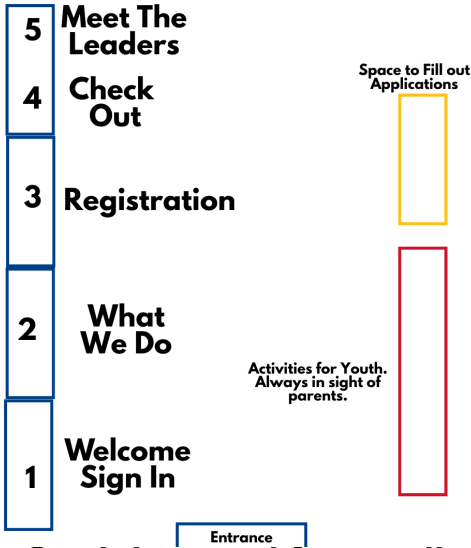 5
Meet The
Leaders
4
Check
Out
Space to Fill out
Applications
3
Registration
2
What
We Do
Activities for Youth.
Always in sight of
parents.
1
Welcome
Sign In
Entrance